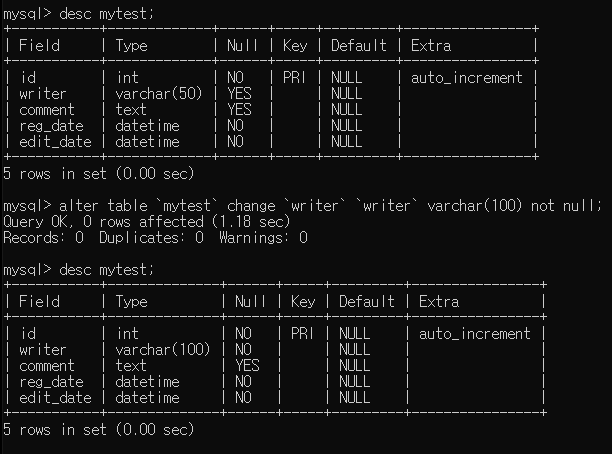 mysql> desc mytest;
+-----------+-------------+------+-----+---------+----------------+
| Field     | Type        | Null | Key | Default | Extra          |
+-----------+-------------+------+-----+---------+----------------+
| id        | int         | NO   | PRI | NULL    | auto_increment |
| writer    | varchar(50) | YES  |     | NULL    |                |
| comment   | text        | YES  |     | NULL    |                |
| reg_date  | datetime    | NO   |     | NULL    |                |
| edit_date | datetime    | NO   |     | NULL    |                |
+-----------+-------------+------+-----+---------+----------------+
5 rows in set (0.00 sec)

mysql> alter table `mytest` change `writer` `writer` varchar(100) not null;
Query OK, 0 rows affected (1.18 sec)
Records: 0  Duplicates: 0  Warnings: 0

mysql> desc mytest;
+-----------+--------------+------+-----+---------+----------------+
| Field     | Type         | Null | Key | Default | Extra          |
+-----------+--------------+------+-----+---------+----------------+
| id        | int          | NO   | PRI | NULL    | auto_increment |
| writer    | varchar(100) | NO   |     | NULL    |                |
| comment   | text         | YES  |     | NULL    |                |
| reg_date  | datetime     | NO   |     | NULL    |                |
| edit_date | datetime     | NO   |     | NULL    |                |
+-----------+--------------+------+-----+---------+----------------+
5 rows in set (0.00 sec)